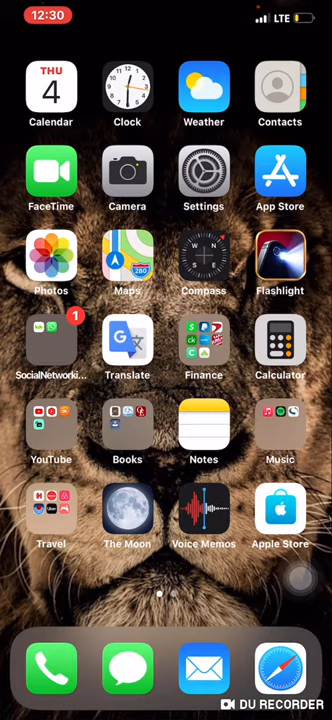 12:30
LTE
THU
4
Calendar
Clock
Weather
Contacts
FaceTime
Camera
Settings
App Store
Photos
Maps
Compass
Flashlight
1
SocialNetworki...
Translate
Finance
Calculator
YouTube
Books
Notes
Music
Travel
The Moon
Voice Memos
Apple Store
DU RECORDER